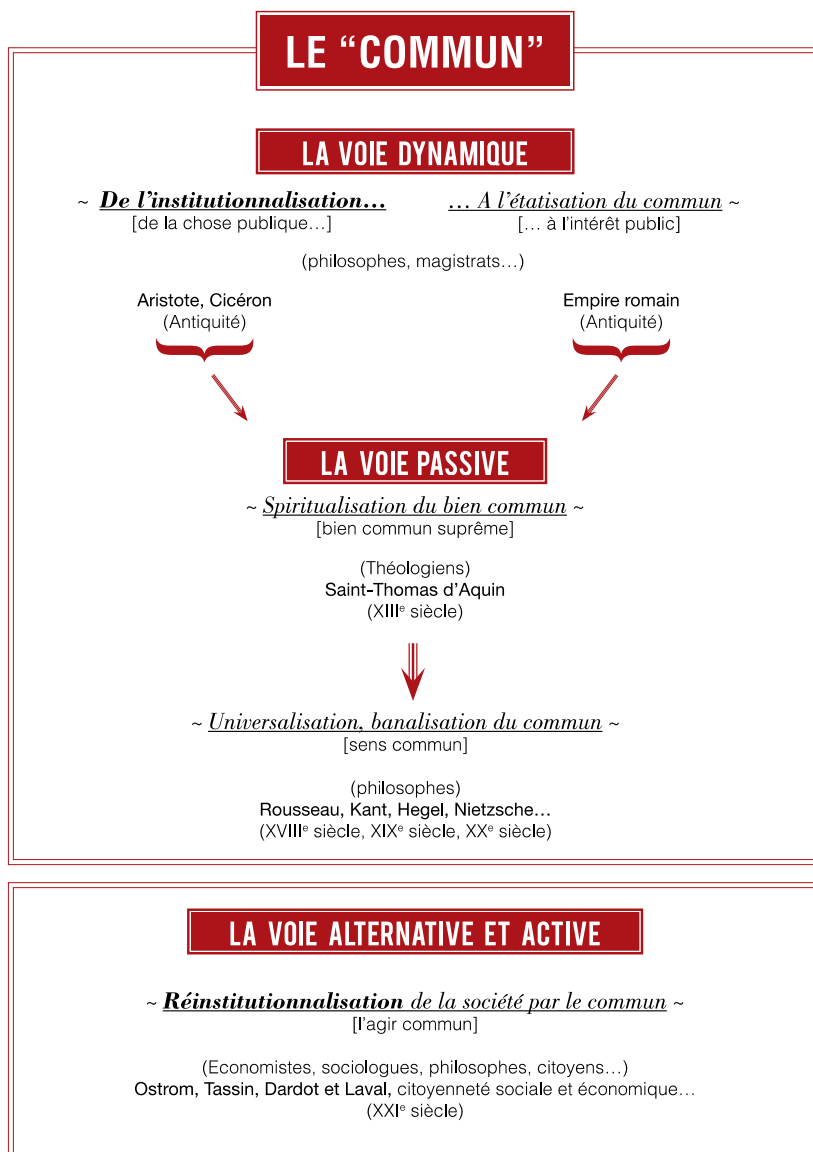 LE “COMMUN”
LA VOIE DYNAMIQUE
~ De l’institutionnalisation…
[de la chose publique…]
… A l’étatisation du commun ~
[… à l’intérêt public]
(philosophes, magistrats…)
Aristote, Cicéron
(Antiquité)
Empire romain
(Antiquité)
LA VOIE PASSIVE
~ Spiritualisation du bien commun ~
[bien commun suprême]
(Théologiens)
Saint-Thomas d’Aquin
(XIIIe siècle)
~ Universalisation, banalisation du commun ~
[sens commun]
(philosophes)
Rousseau, Kant, Hegel, Nietzsche…
(XVIIIe siècle, XIXe siècle, XXe siècle)
LA VOIE ALTERNATIVE ET ACTIVE
~ Réinstitutionnalisation de la société par le commun ~
[l’agir commun]
(Economistes, sociologues, philosophes, citoyens…)
Ostrom, Tassin, Dardot et Laval, citoyenneté sociale et économique…
(XXIe siècle)